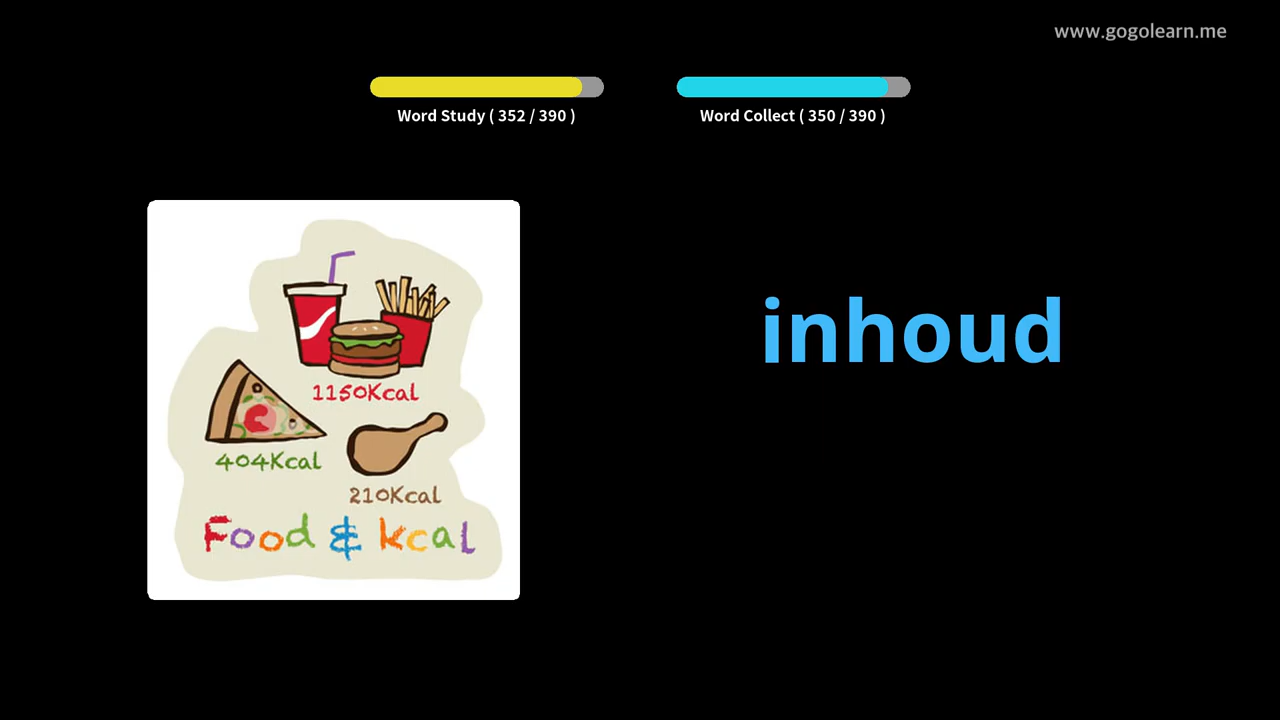 www.gogolearn.me
Word Study ( 352 / 390 )
Word Collect ( 350 / 390 )
inhoud
1150Kcal
404Kcal
210Kcal
Food & kcal